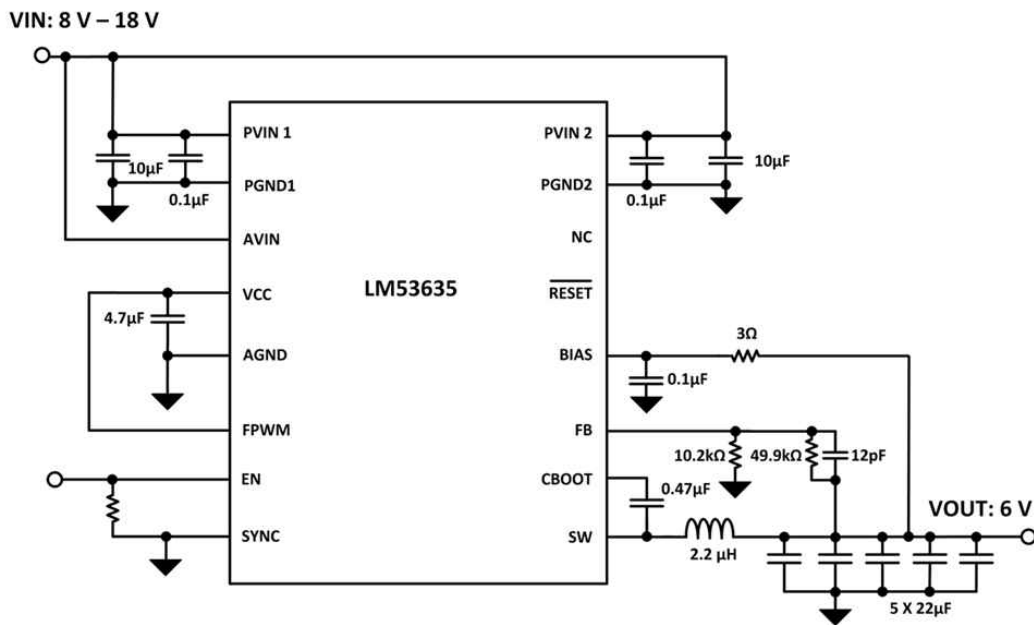 VIN: 8 V – 18 V
PVIN 1
PVIN 2
10µF
0.1µF
PGND1
PGND2
0.1µF
10µF
AVIN
NC
LM53635
VCC
RESET
4.7µF
3Ω
AGND
BIAS
0.1µF
FPWM
FB
10.2kΩ
49.9kΩ
12pF
EN
CBOOT
0.47µF
VOUT: 6 V
SYNC
SW
2.2 µH
5 X 22µF